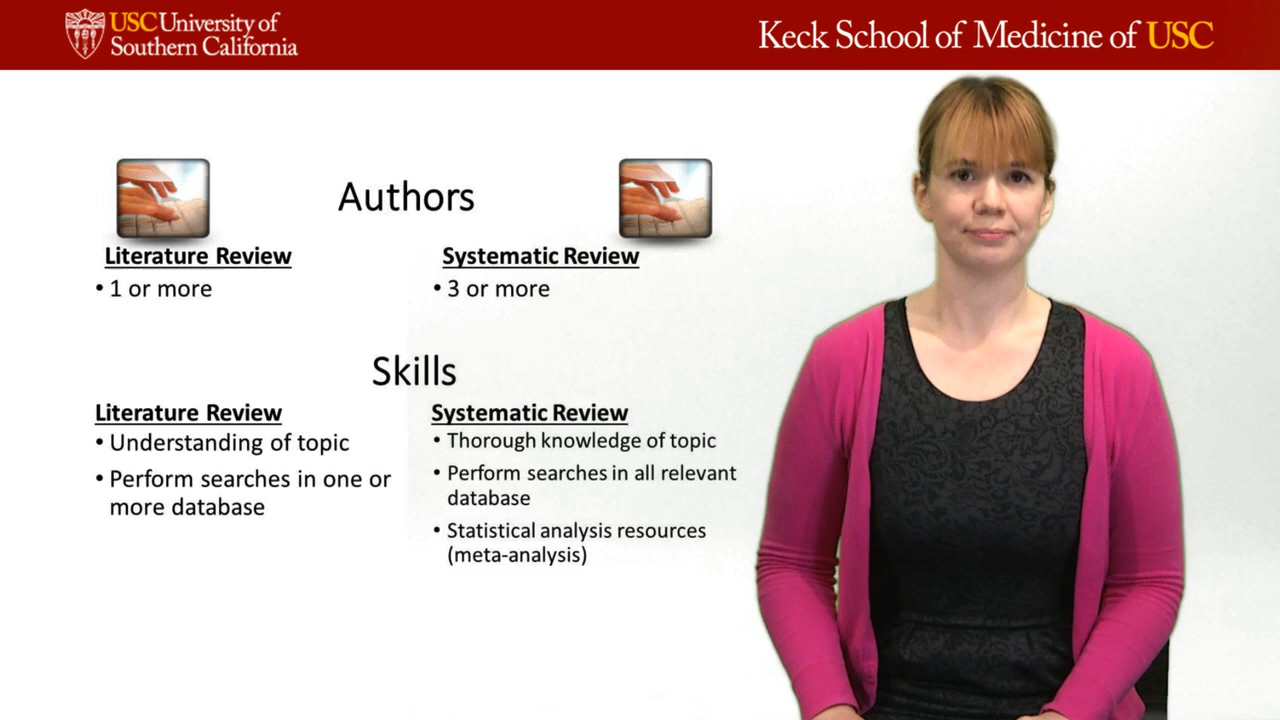 USC University of
Southern California
Keck School of Medicine of USC
Authors
Literature Review
• 1 or more
Systematic Review
• 3 or more
Skills
Literature Review
• Understanding of topic
• Perform searches in one or
more database
Systematic Review
• Thorough knowledge of topic
• Perform searches in all relevant
database
• Statistical analysis resources
(meta-analysis)